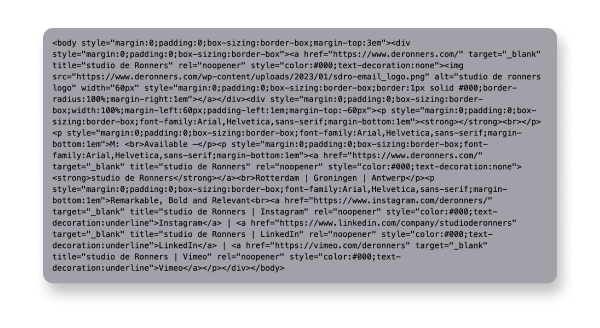 <body style="margin:0;padding:0;box-sizing:border-box;margin-top:3em"><div
style="margin:0;padding:0;box-sizing:border-box"><a href="https://www.deronners.com/" target="_blank"
title="studio de Ronners" rel="noopener" style="color:#000;text-decoration:none"><img
src="https://www.deronners.com/wp-content/uploads/2023/01/sdro-email_logo.png" alt="studio de ronners
logo" width="60px" style="margin:0;padding:0;box-sizing:border-box;border:1px solid #000;border-
radius:100%;margin-right:1em"></a></div><div style="margin:0;padding:0;box-sizing:border-
box;width:100%;margin-left:60px;padding-left:1em;margin-top:-60px"><p style="margin:0;padding:0;box-
sizing:border-box;font-family:Arial,Helvetica,sans-serif;margin-bottom:1em"><strong></strong><br></p>
<p style="margin:0;padding:0;box-sizing:border-box;font-family:Arial,Helvetica,sans-serif;margin-
bottom:1em">M: <br>Available –</p><p style="margin:0;padding:0;box-sizing:border-box;font-
family:Arial,Helvetica,sans-serif;margin-bottom:1em"><a href="https://www.deronners.com/"
target="_blank" title="studio de Ronners" rel="noopener" style="color:#000;text-decoration:none">
<strong>studio de Ronners</strong></a><br>Rotterdam | Groningen | Antwerp</p><p
style="margin:0;padding:0;box-sizing:border-box;font-family:Arial,Helvetica,sans-serif;margin-
bottom:1em">Remarkable, Bold and Relevant<br><a href="https://www.instagram.com/deronners/"
target="_blank" title="studio de Ronners | Instagram" rel="noopener" style="color:#000;text-
decoration:underline">Instagram</a> | <a href="https://www.linkedin.com/company/studioderonners"
target="_blank" title="studio de Ronners | LinkedIn" rel="noopener" style="color:#000;text-
decoration:underline">LinkedIn</a> | <a href="https://vimeo.com/deronners" target="_blank"
title="studio de Ronners | Vimeo" rel="noopener" style="color:#000;text-
decoration:underline">Vimeo</a></p></div></body>